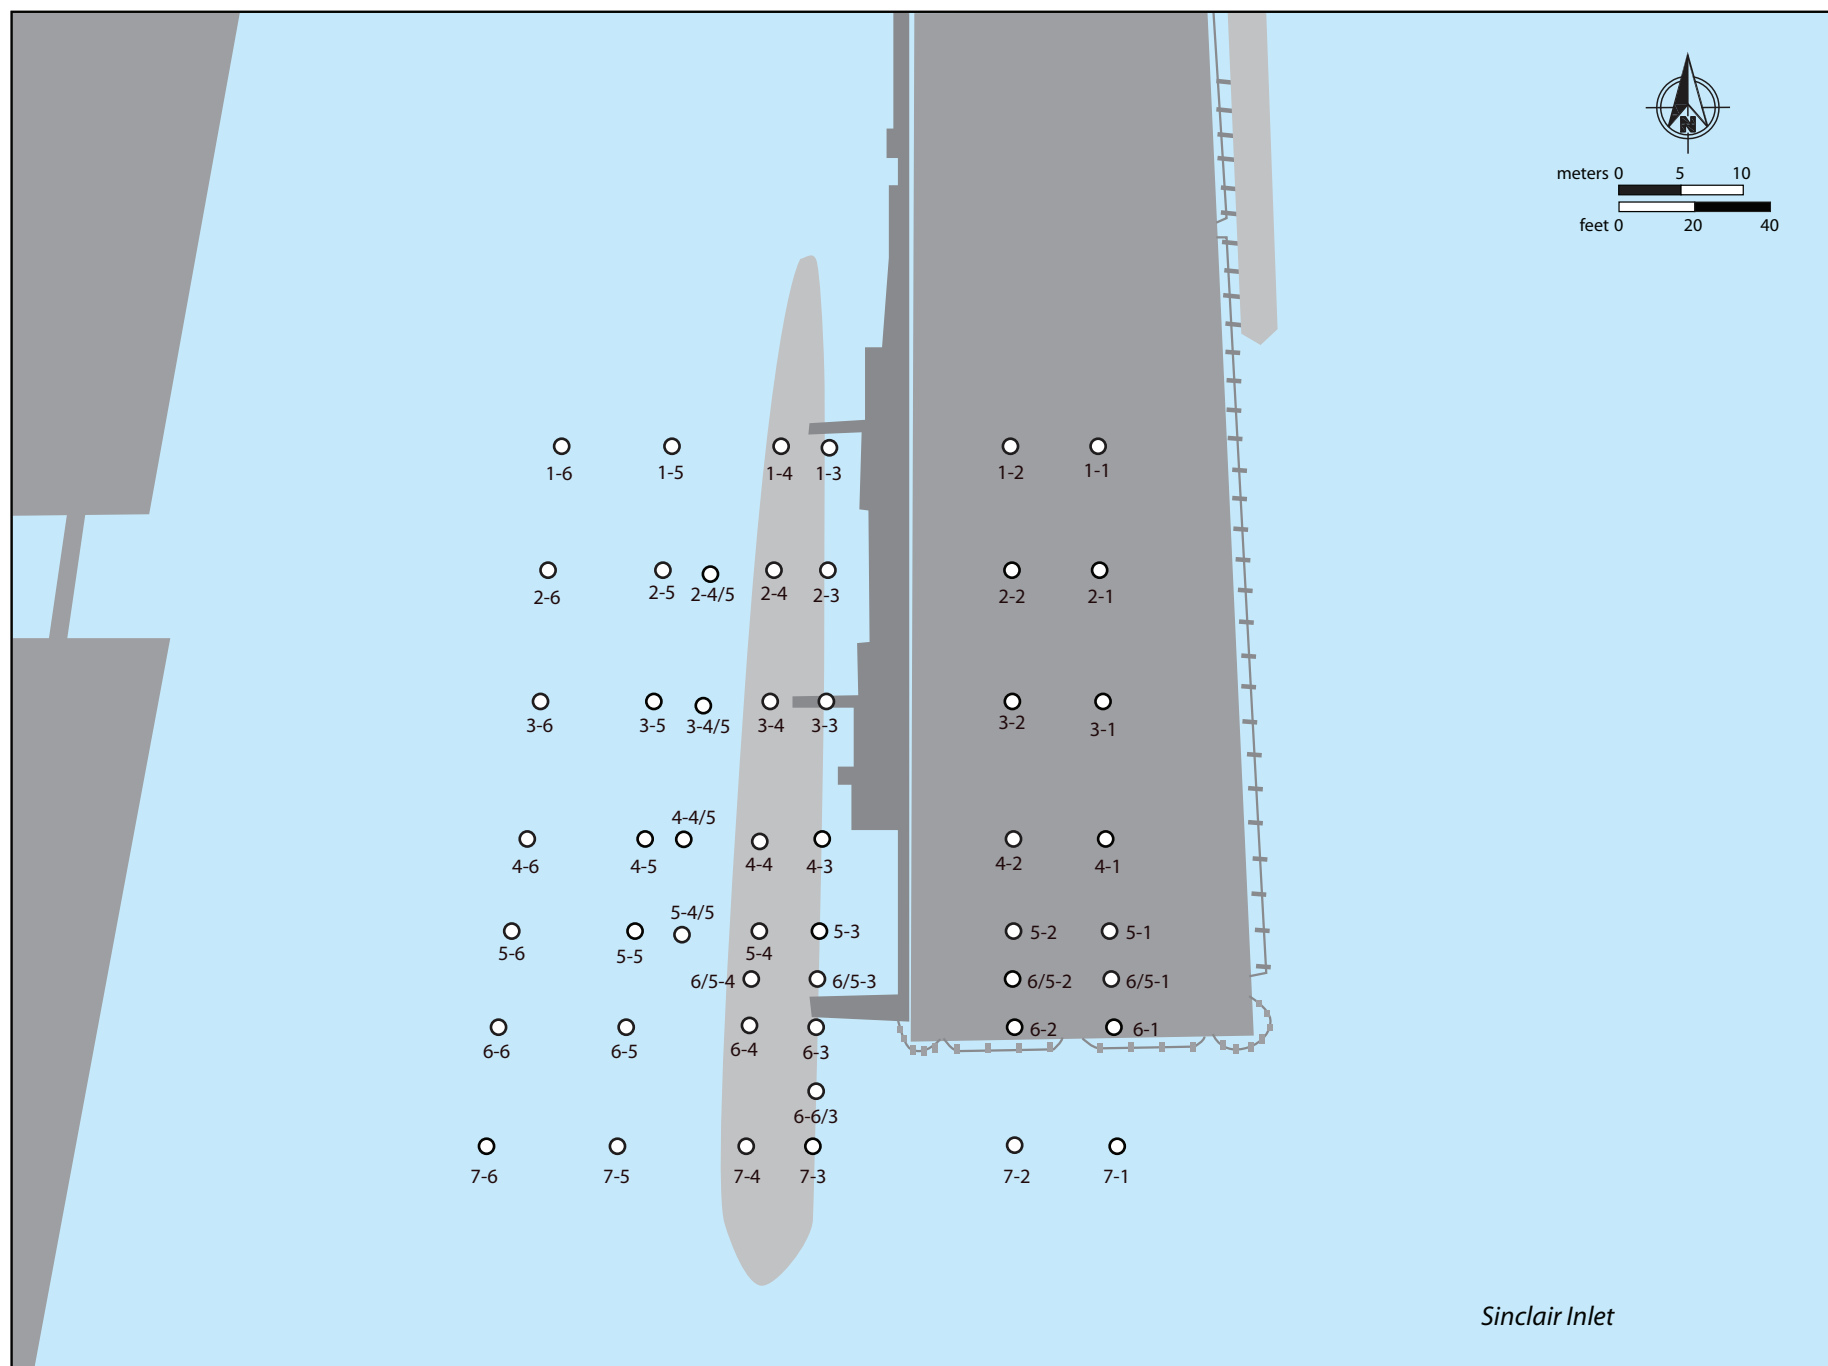 N
meters 0 5 10
feet 0 20 40
1-6 1-5 1-4 1-3 1-2 1-1
2-6 2-5 2-4/5 2-4 2-3 2-2 2-1
3-6 3-5 3-4/5 3-4 3-3 3-2 3-1
4-4/5
4-6 4-5 4-4 4-3 4-2 4-1
5-4/5
5-6 5-5 5-4 5-3 5-2 5-1
6/5-4 6/5-3 6/5-2 6/5-1
6-6 6-5 6-4 6-3 6-2 6-1
6-6/3
7-6 7-5 7-4 7-3 7-2 7-1
Sinclair Inlet